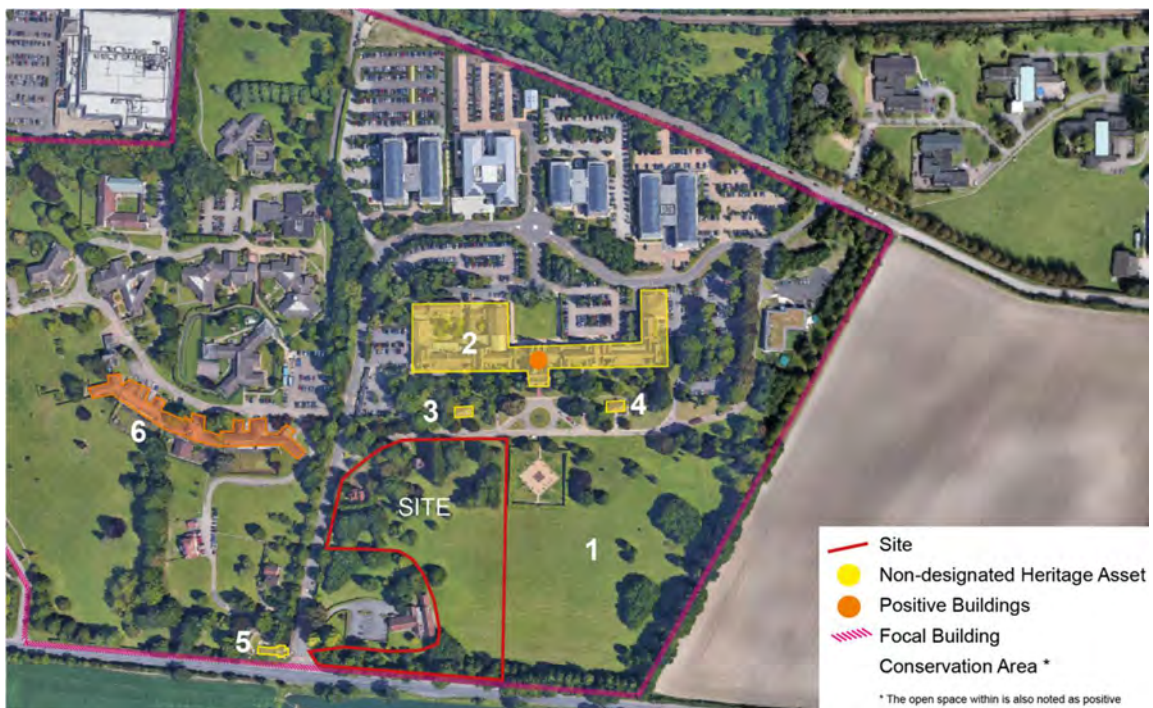 2
3
4
6
SITE
1
5
Site
Non-designated Heritage Asset
Positive Buildings
Focal Building
Conservation Area *
* The open space within is also noted as positive